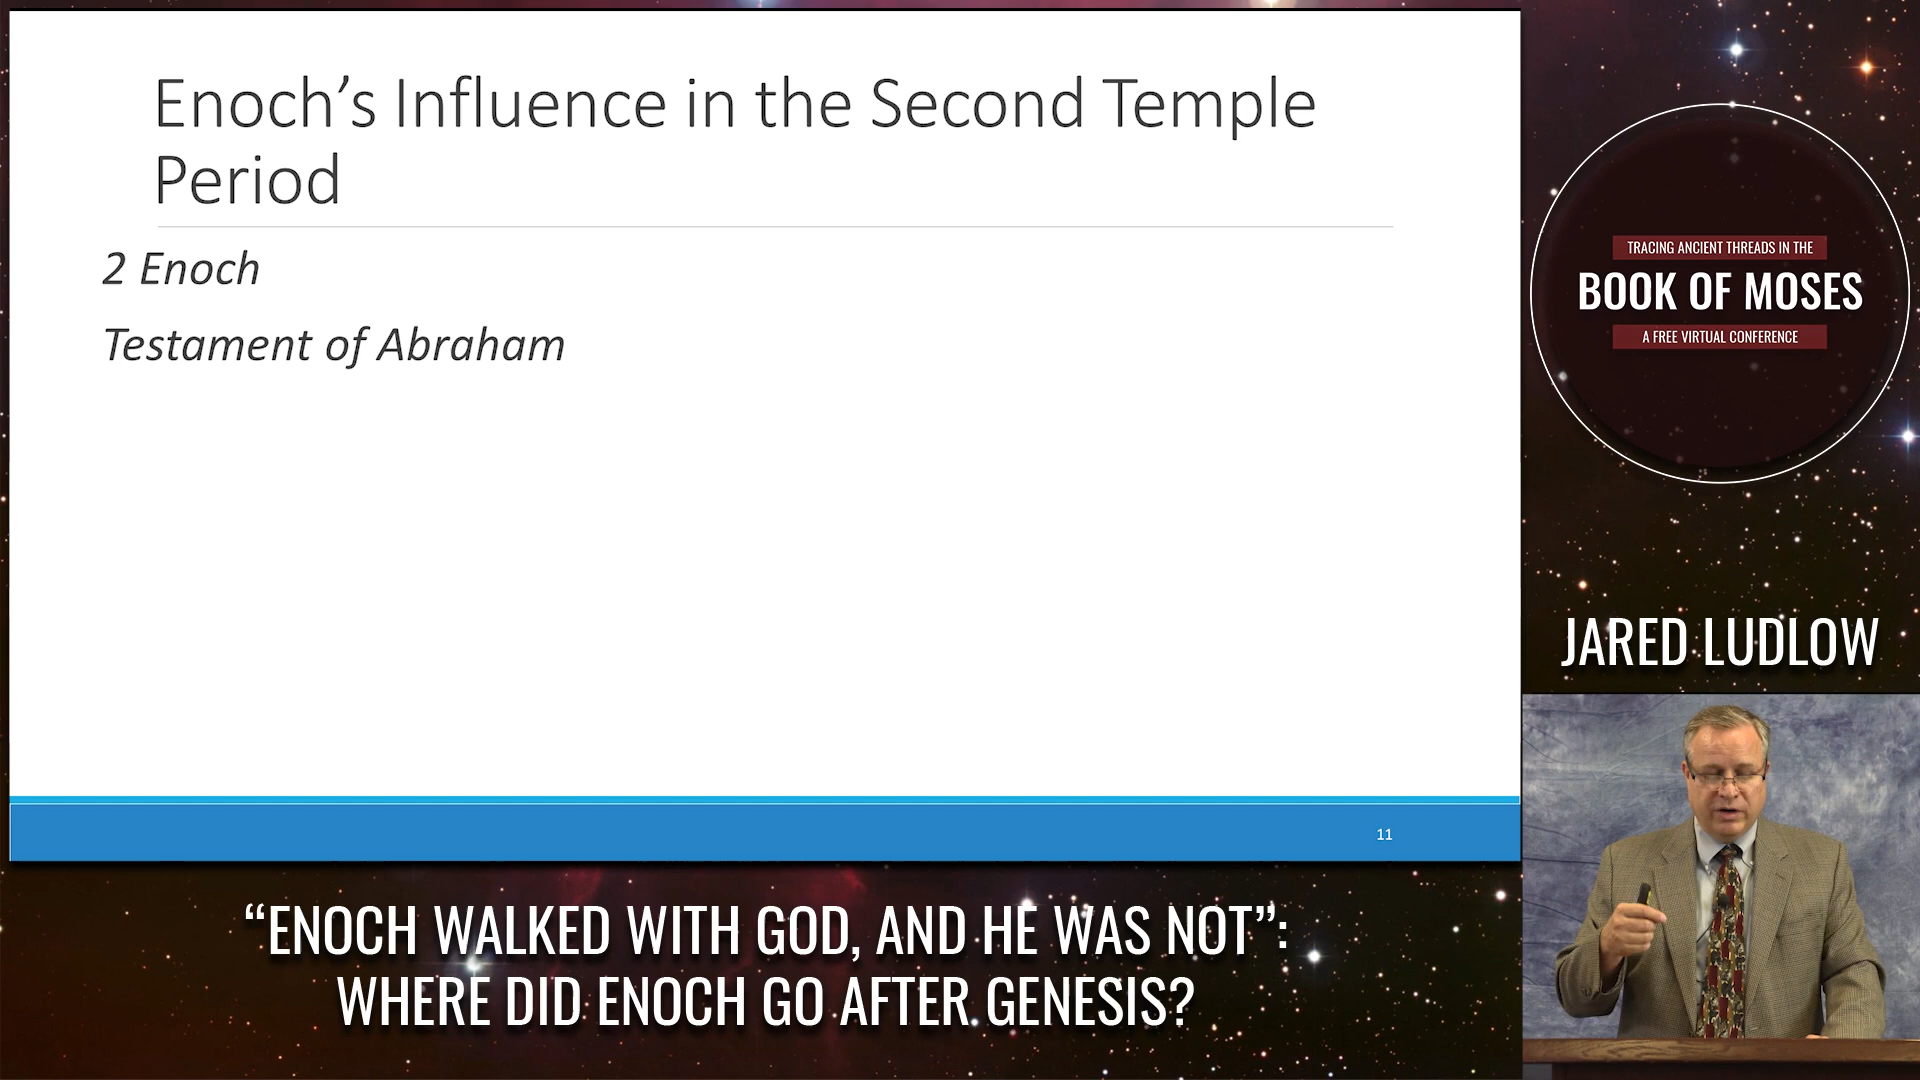 Enoch’s Influence in the Second Temple
Period
2 Enoch
Testament of Abraham
11
TRACING ANCIENT THREADS IN THE
BOOK OF MOSES
A FREE VIRTUAL CONFERENCE
JARED LUDLOW
“ENOCH WALKED WITH GOD, AND HE WAS NOT”:
WHERE DID ENOCH GO AFTER GENESIS?